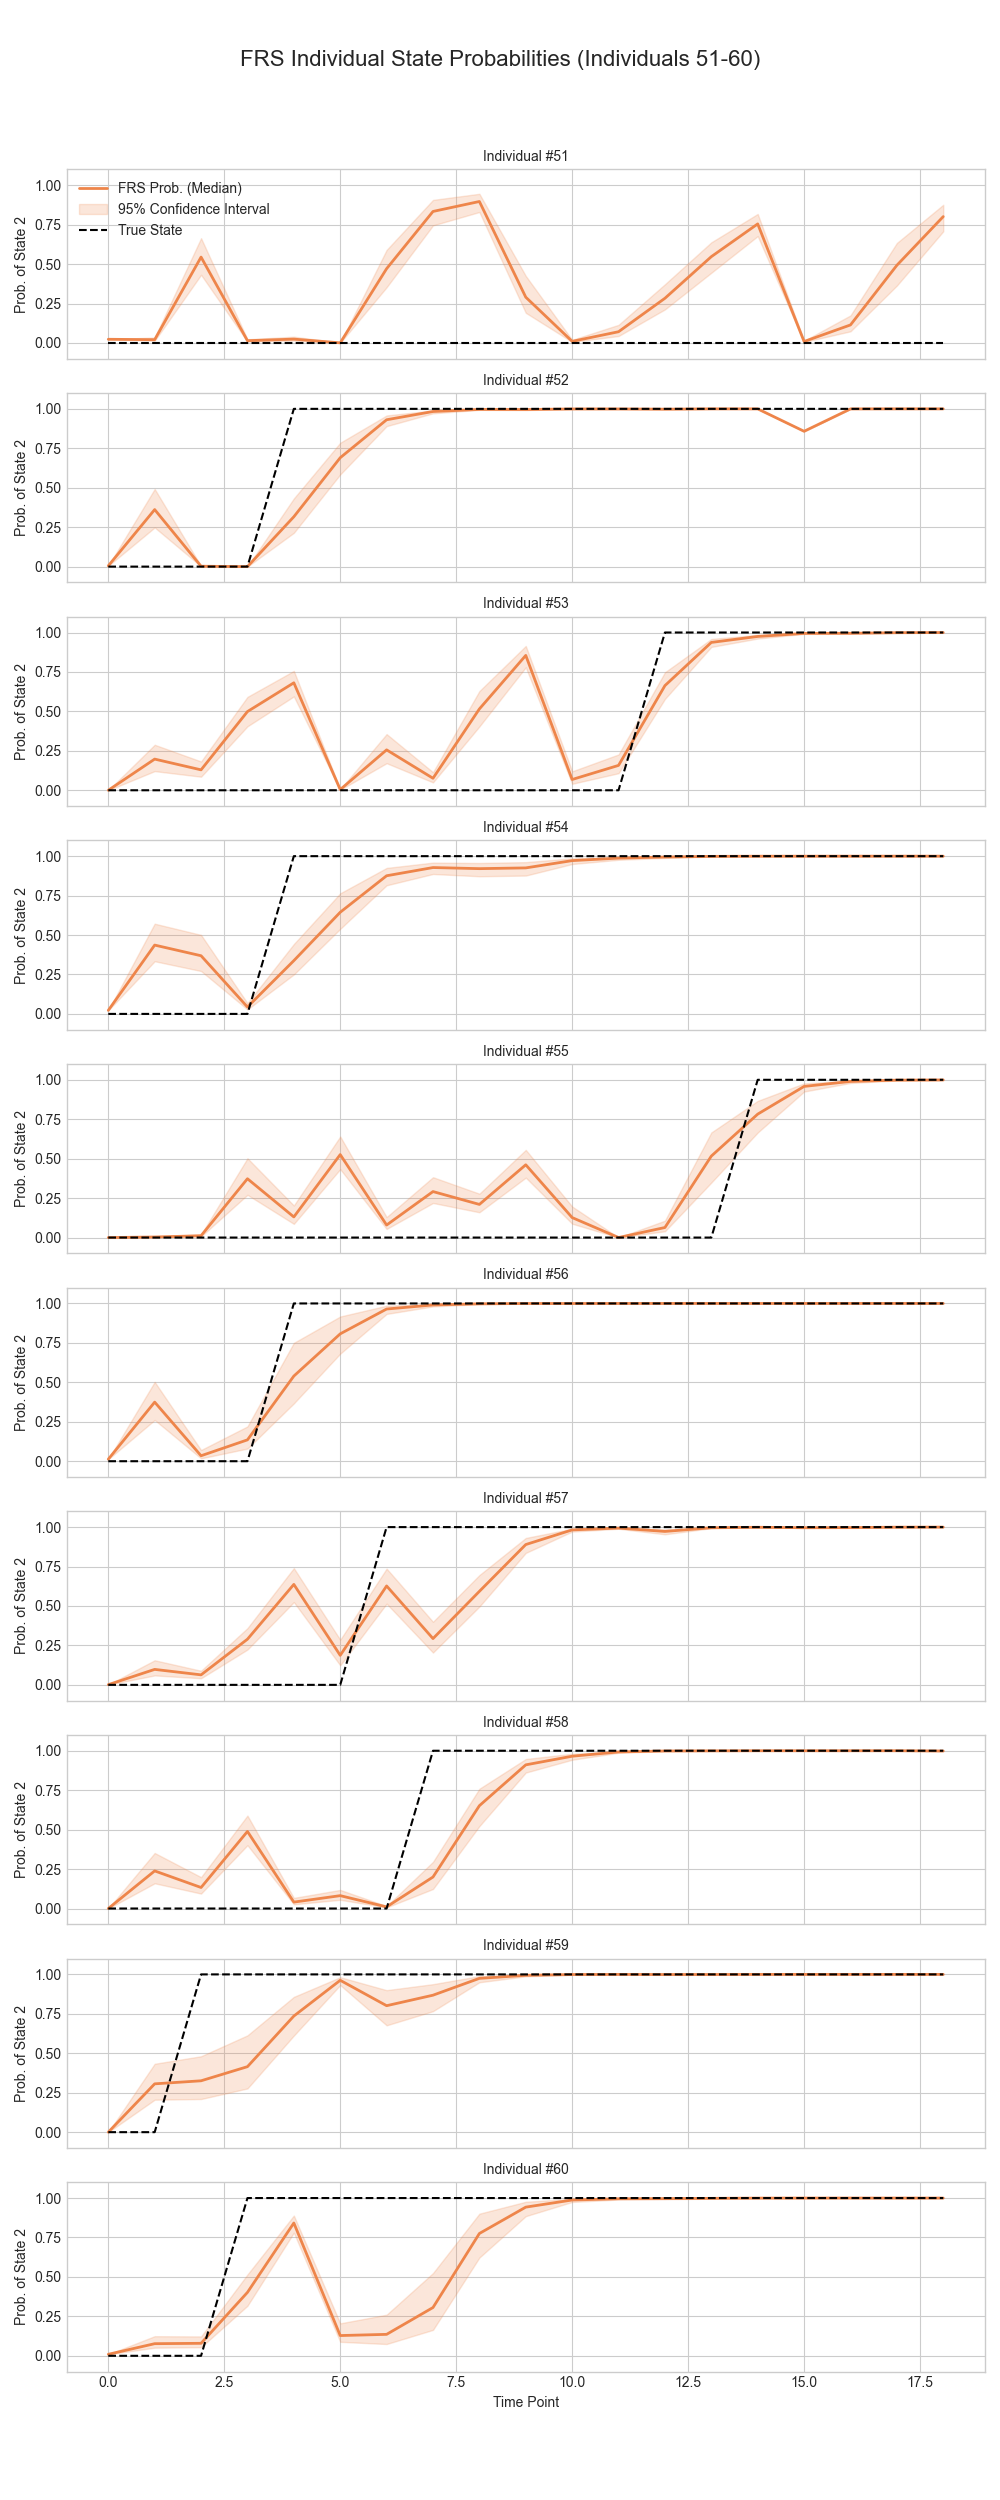 FRS Individual State Probabilities (Individuals 51-60)
Individual #51
FRS Prob. (Median)
95% Confidence Interval
True State
Prob. of State 2
1.00
0.75
0.50
0.25
0.00
Individual #52
Prob. of State 2
1.00
0.75
0.50
0.25
0.00
Individual #53
Prob. of State 2
1.00
0.75
0.50
0.25
0.00
Individual #54
Prob. of State 2
1.00
0.75
0.50
0.25
0.00
Individual #55
Prob. of State 2
1.00
0.75
0.50
0.25
0.00
Individual #56
Prob. of State 2
1.00
0.75
0.50
0.25
0.00
Individual #57
Prob. of State 2
1.00
0.75
0.50
0.25
0.00
Individual #58
Prob. of State 2
1.00
0.75
0.50
0.25
0.00
Individual #59
Prob. of State 2
1.00
0.75
0.50
0.25
0.00
Individual #60
Prob. of State 2
1.00
0.75
0.50
0.25
0.00
0.0 2.5 5.0 7.5 10.0 12.5 15.0 17.5
Time Point